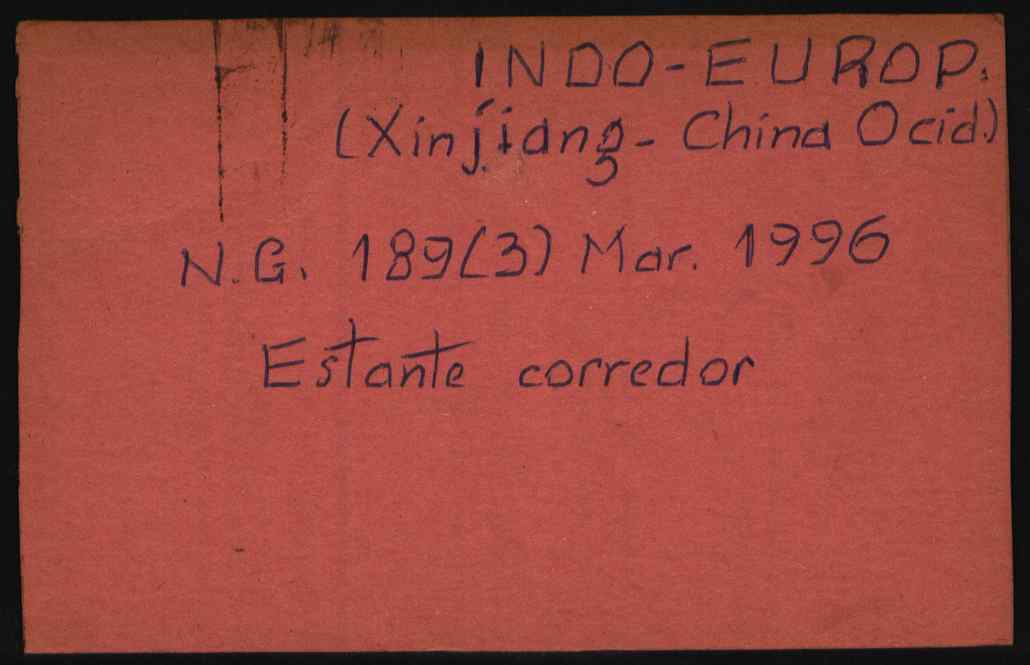 INDO-EUROP.
(Xinjiang - China Ocid.)
N.G. 189(3) Mar. 1996
Estante corredor